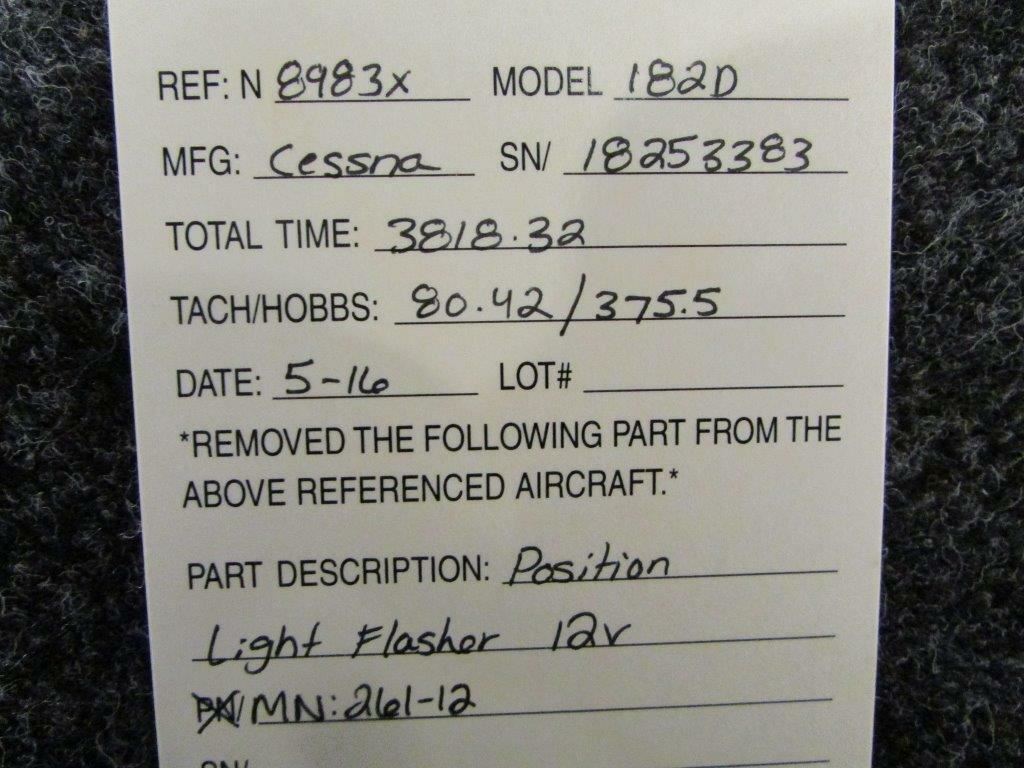 REF: N 8983X MODEL 182D
MFG: Cessna SN/ 18253383
TOTAL TIME: 3818.32
TACH/HOBBS: 80.42/375.5
DATE: 5-16 LOT#
*REMOVED THE FOLLOWING PART FROM THE
ABOVE REFERENCED AIRCRAFT.*
PART DESCRIPTION: Position
Light Flasher 12v
PN/MN: 261-12
SN/